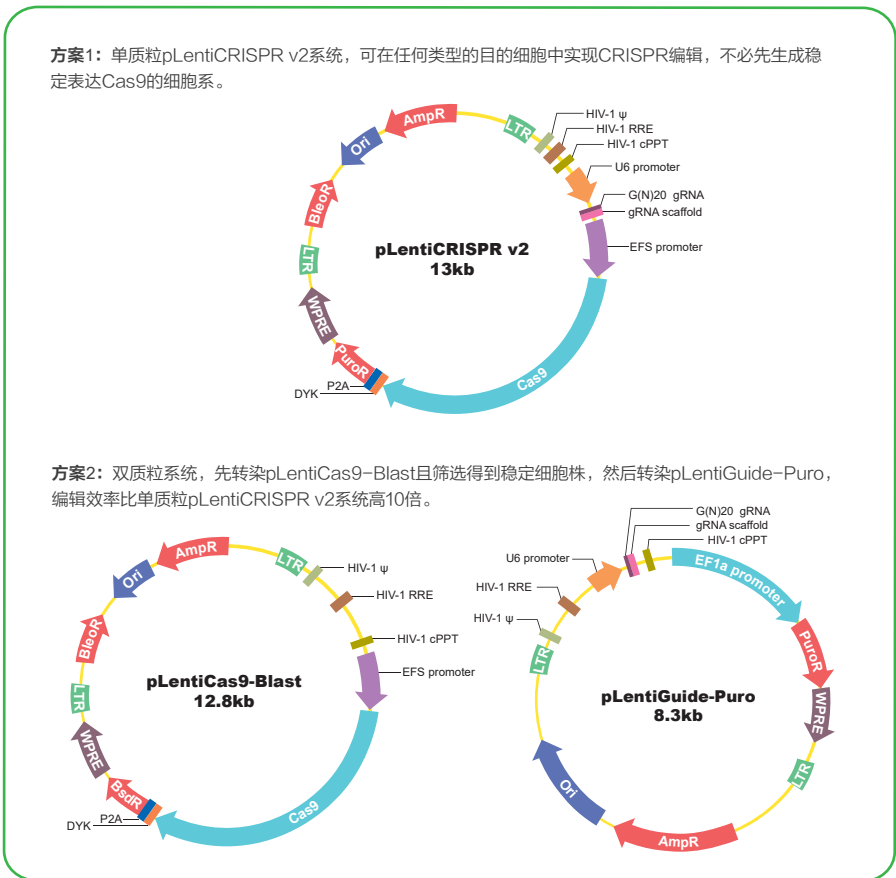 方案1：单质粒pLentiCRISPR v2系统，可在任何类型的目的细胞中实现CRISPR编辑，不必先生成稳
定表达Cas9的细胞系。
AmpR
LTR
HIV-1 ψ
HIV-1 RRE
HIV-1 cPPT
U6 promoter
G(N)20 gRNA
gRNA scaffold
EFS promoter
Ori
BleoR
LTR
WPRE
PuroR
P2A
DYK
Cas9
pLentiCRISPR v2
13kb
方案2：双质粒系统，先转染pLentiCas9-Blast且筛选得到稳定细胞株，然后转染pLentiGuide-Puro，
编辑效率比单质粒pLentiCRISPR v2系统高10倍。
AmpR
LTR
HIV-1 ψ
HIV-1 RRE
HIV-1 cPPT
EFS promoter
Ori
BleoR
LTR
WPRE
BsdR
P2A
DYK
Cas9
pLentiCas9-Blast
12.8kb
G(N)20 gRNA
gRNA scaffold
HIV-1 cPPT
U6 promoter
HIV-1 RRE
HIV-1 ψ
LTR
EF1a promoter
PuroR
WPRE
LTR
AmpR
Ori
pLentiGuide-Puro
8.3kb